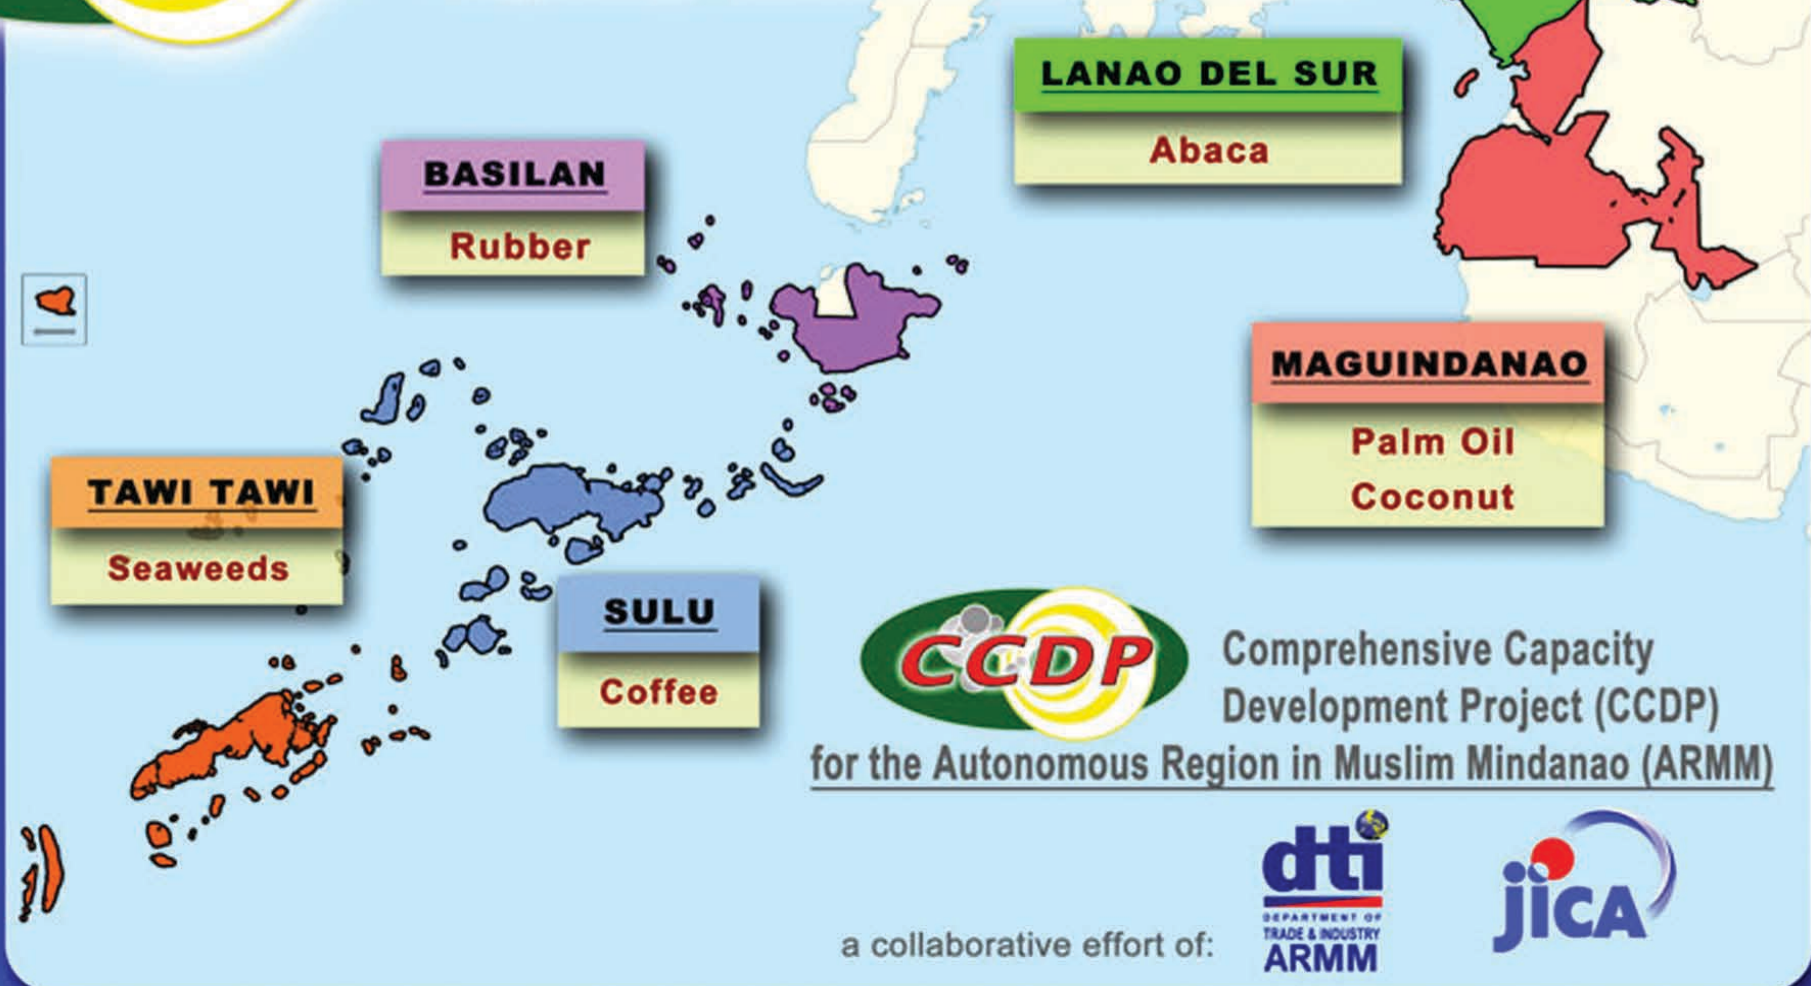 LANAO DEL SUR
Abaca
BASILAN
Rubber
MAGUINDANAO
Palm Oil
Coconut
TAWI TAWI
Seaweeds
SULU
Coffee
CCDP
Comprehensive Capacity
Development Project (CCDP)
for the Autonomous Region in Muslim Mindanao (ARMM)
a collaborative effort of:
dti
DEPARTMENT OF
TRADE & INDUSTRY
ARMM
jica